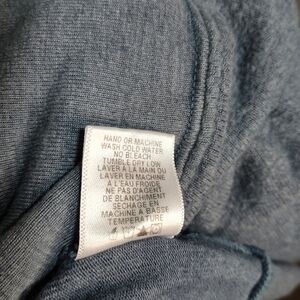 HAND OR MACHINE
WASH COLD WATER
NO BLEACH
TUMBLE DRY LOW
LAVER À LA MAIN OU
LAVER EN MACHINE
À L'EAU FROIDE
NE PAS D'AGENT
DE BLANCHIMENT
SECHAGE EN
MACHINE A BASSE
TEMPERATURE